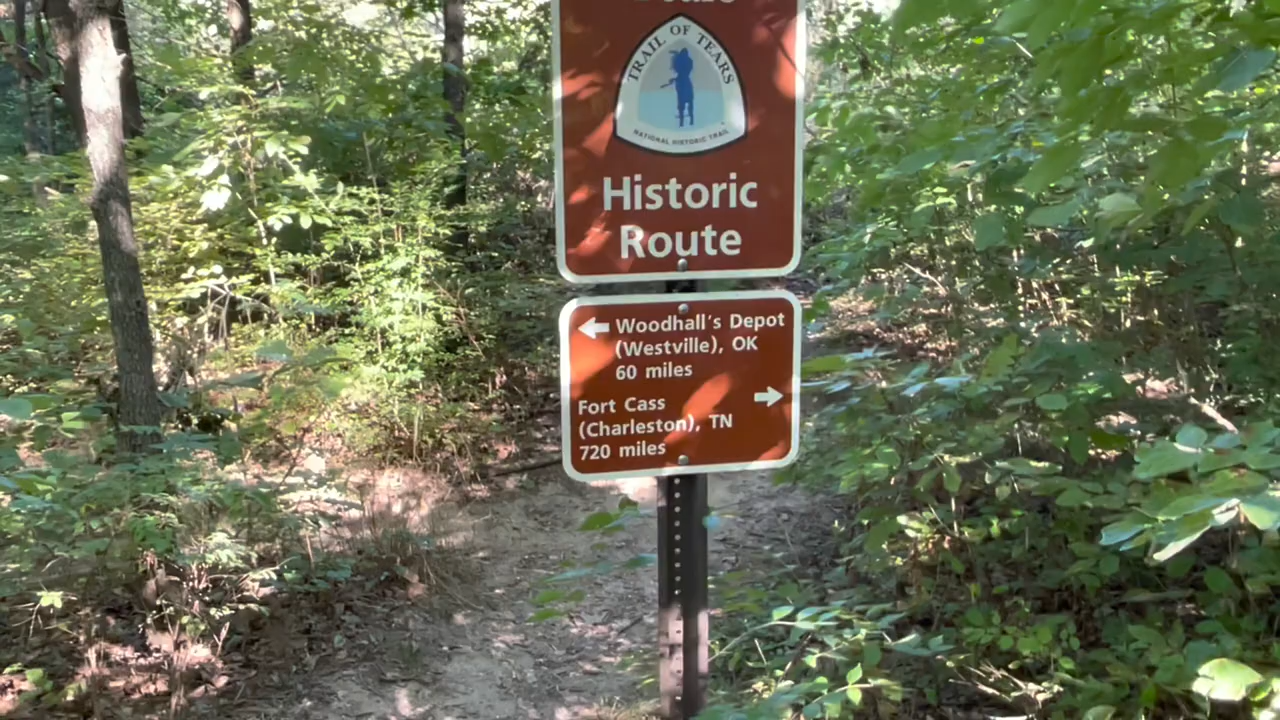 TRAIL OF TEARS
NATIONAL HISTORIC TRAIL
Historic
Route
Woodhall's Depot
(Westville), OK
60 miles
Fort Cass
(Charleston), TN
720 miles